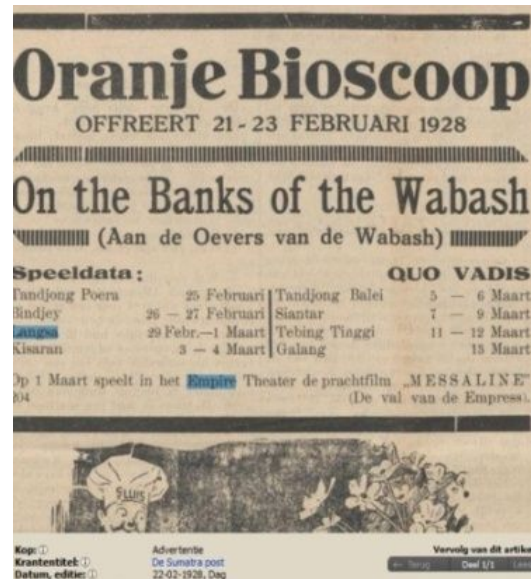 Oranje Bioscoop
OFFREERT 21-23 FEBRUARI 1928
On the Banks of the Wabash
(Aan de Oevers van de Wabash)
Speeldata: QUO VADIS
Tandjong Poera 25 Februari Tandjong Balei 5 — 6 Maart
Bindjey 26 — 27 Februari Siantar 7 — 9 Maart
Langsa 29 Febr.—1 Maart Tebing Tinggi 11 — 12 Maart
Kisaran 3 — 4 Maart Galang 15 Maart
Op 1 Maart speelt in het Empire Theater de prachtfilm „MESSALINE"
204 (De val van de Empress).
SLUIS
Kop: Advertentie Vervolg van dit artike
Krantentitel: De Sumatra post ← Terug Deel 1/1
Datum, editie: 22-02-1928, Dag